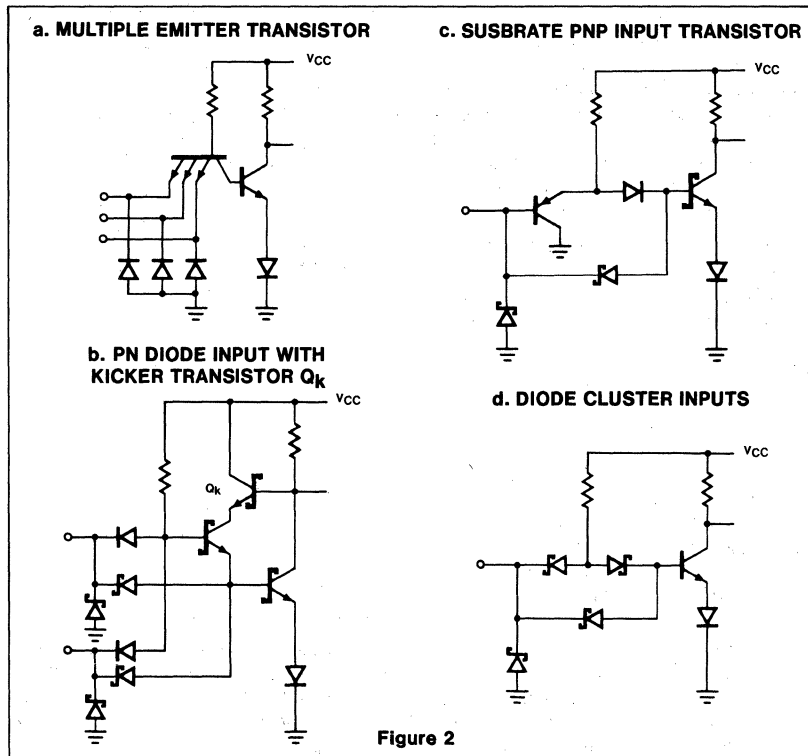 a. MULTIPLE EMITTER TRANSISTOR
VCC
b. PN DIODE INPUT WITH
KICKER TRANSISTOR Qk
VCC
Qk
c. SUSBRATE PNP INPUT TRANSISTOR
VCC
d. DIODE CLUSTER INPUTS
VCC
Figure 2